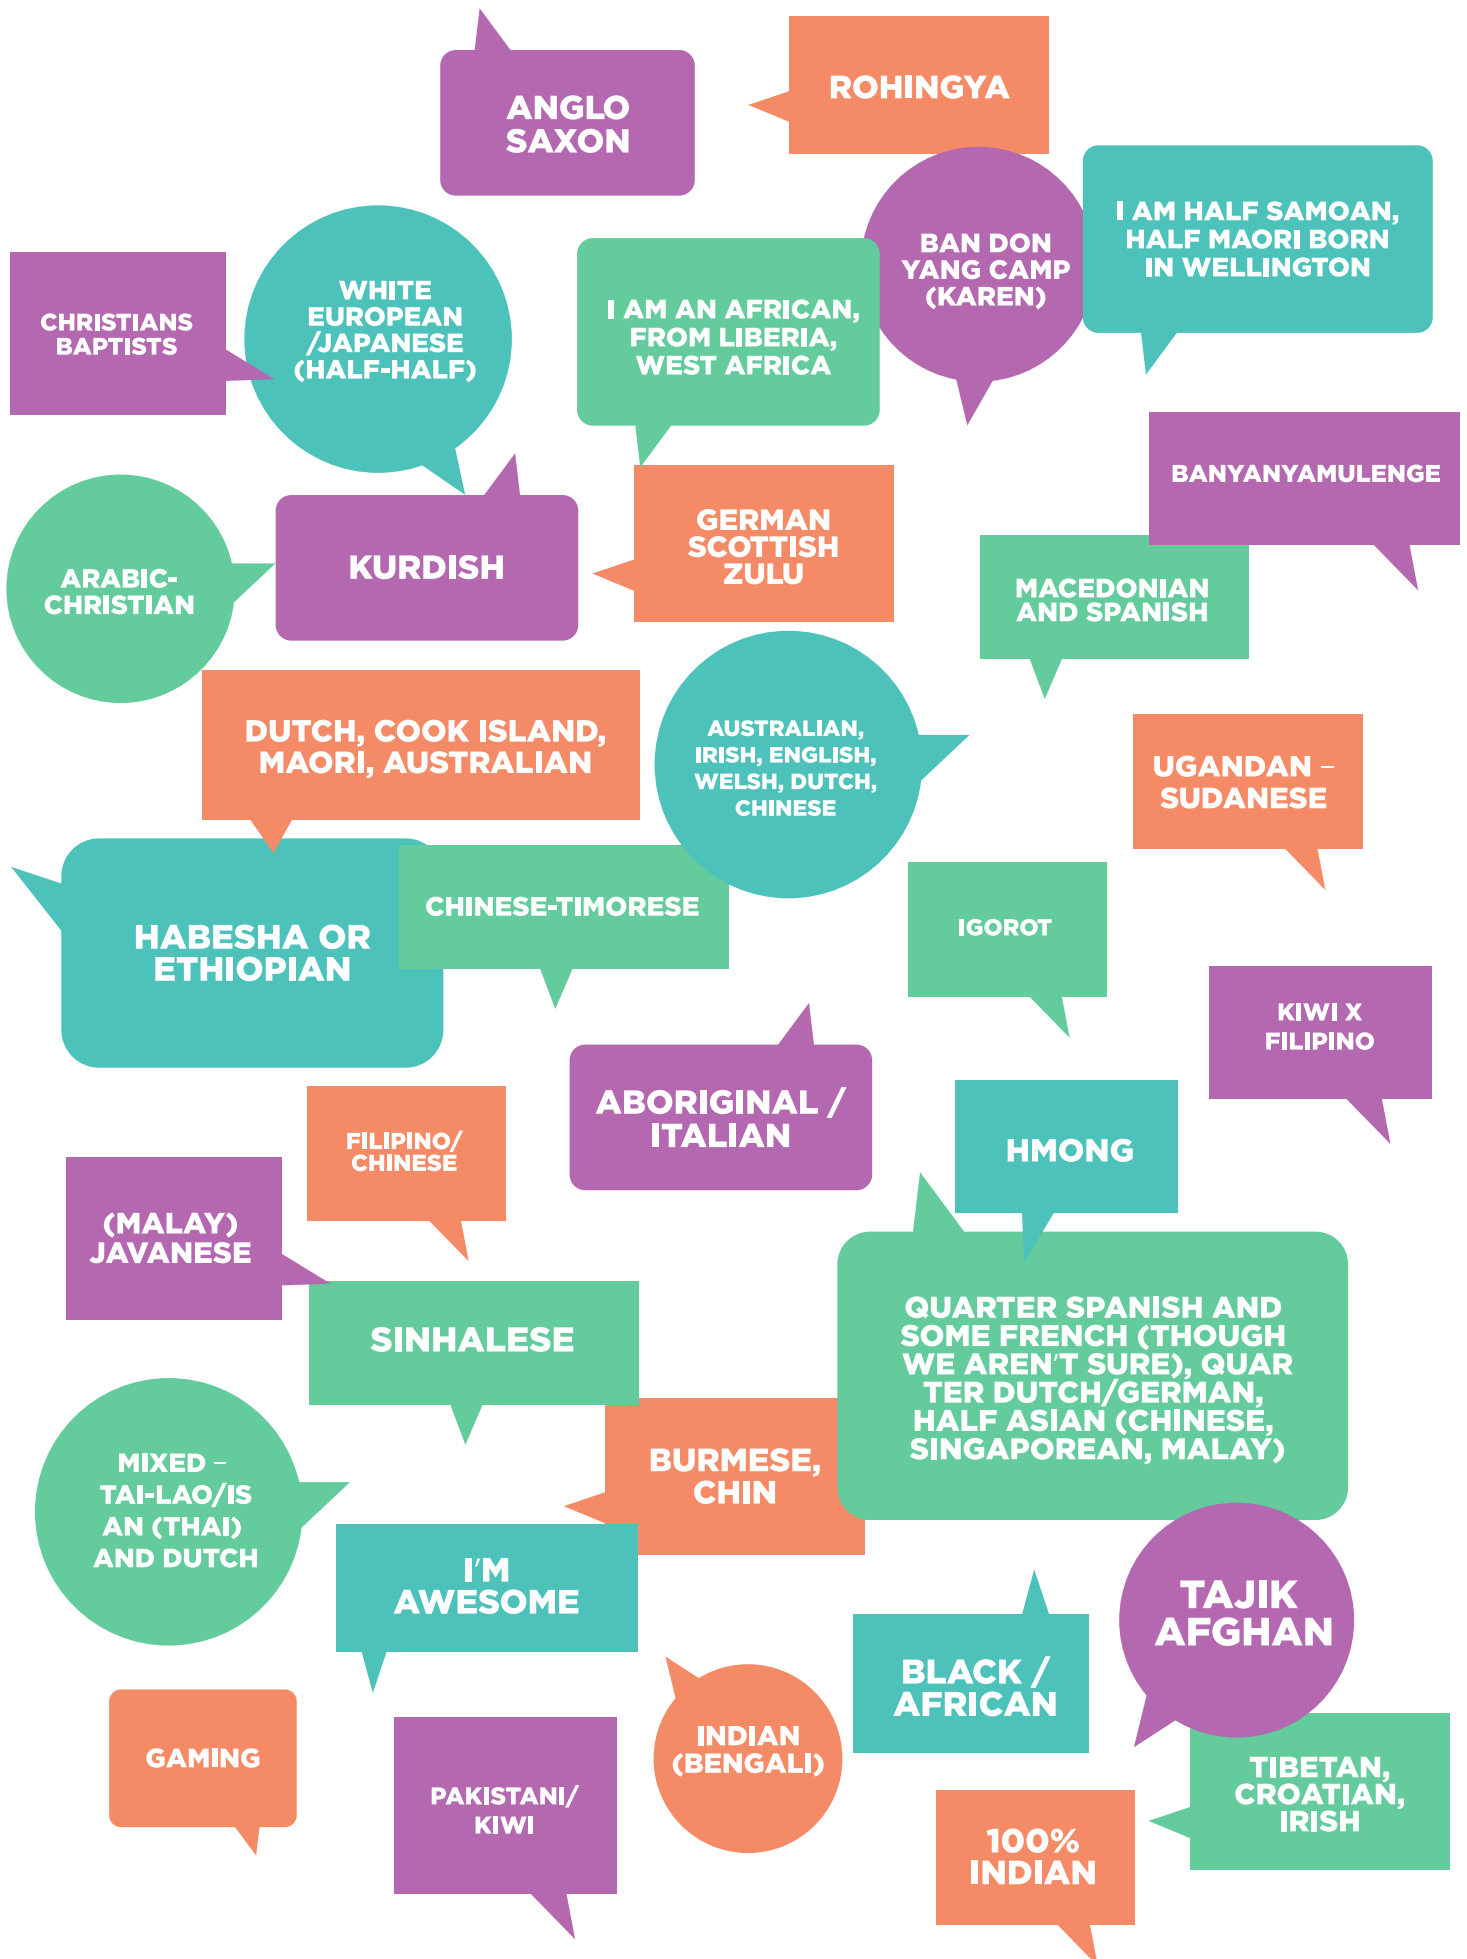 ANGLO
SAXON
ROHINGYA
BAN DON
YANG CAMP
(KAREN)
I AM HALF SAMOAN,
HALF MAORI BORN
IN WELLINGTON
CHRISTIANS
BAPTISTS
WHITE
EUROPEAN
/JAPANESE
(HALF-HALF)
I AM AN AFRICAN,
FROM LIBERIA,
WEST AFRICA
BANYANYAMULENGE
ARABIC-
CHRISTIAN
KURDISH
GERMAN
SCOTTISH
ZULU
MACEDONIAN
AND SPANISH
DUTCH, COOK ISLAND,
MAORI, AUSTRALIAN
AUSTRALIAN,
IRISH, ENGLISH,
WELSH, DUTCH,
CHINESE
UGANDAN –
SUDANESE
HABESHA OR
ETHIOPIAN
CHINESE-TIMORESE
IGOROT
KIWI X
FILIPINO
ABORIGINAL /
ITALIAN
FILIPINO/
CHINESE
HMONG
(MALAY)
JAVANESE
SINHALESE
QUARTER SPANISH AND
SOME FRENCH (THOUGH
WE AREN'T SURE), QUAR
TER DUTCH/GERMAN,
HALF ASIAN (CHINESE,
SINGAPOREAN, MALAY)
MIXED –
TAI-LAO/IS
AN (THAI)
AND DUTCH
BURMESE,
CHIN
I'M
AWESOME
TAJIK
AFGHAN
BLACK /
AFRICAN
GAMING
INDIAN
(BENGALI)
PAKISTANI/
KIWI
TIBETAN,
CROATIAN,
IRISH
100%
INDIAN